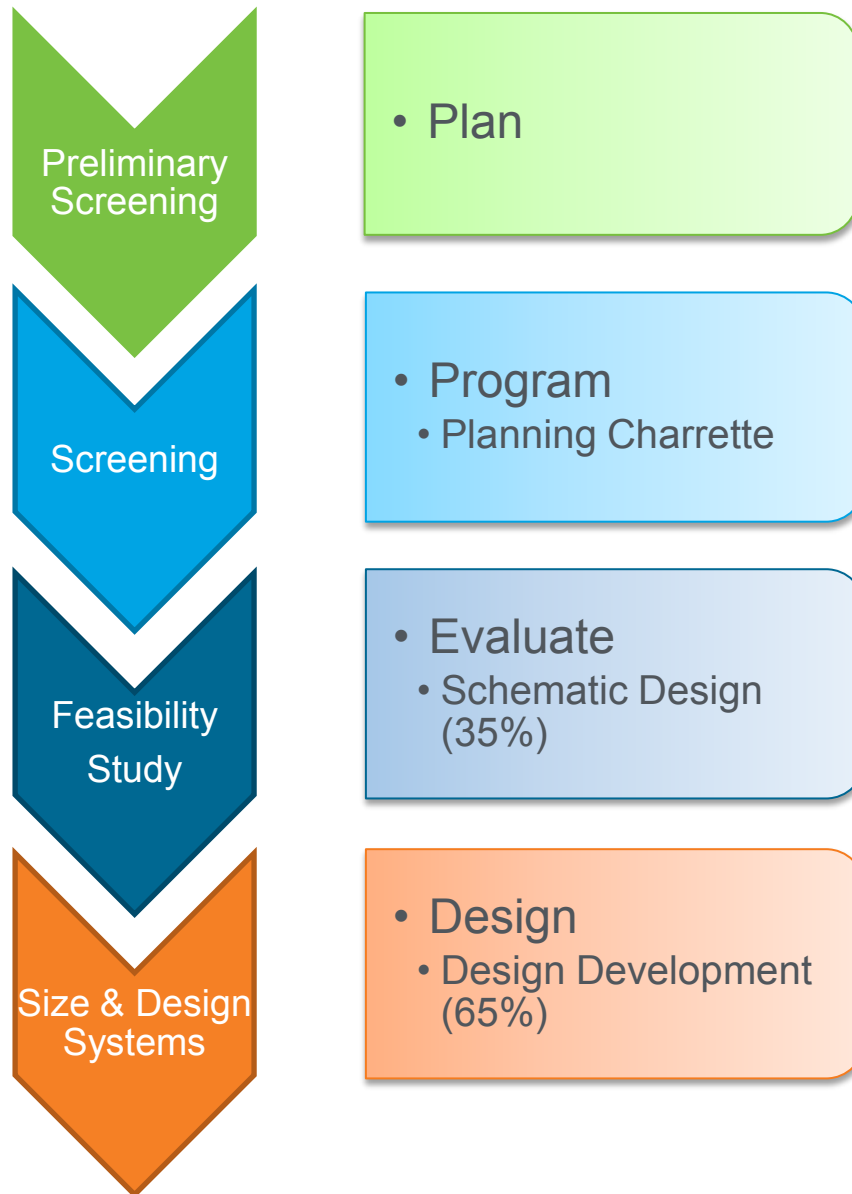 Preliminary
Screening
• Plan
Screening
• Program
• Planning Charrette
Feasibility
Study
• Evaluate
• Schematic Design
(35%)
Size & Design
Systems
• Design
• Design Development
(65%)